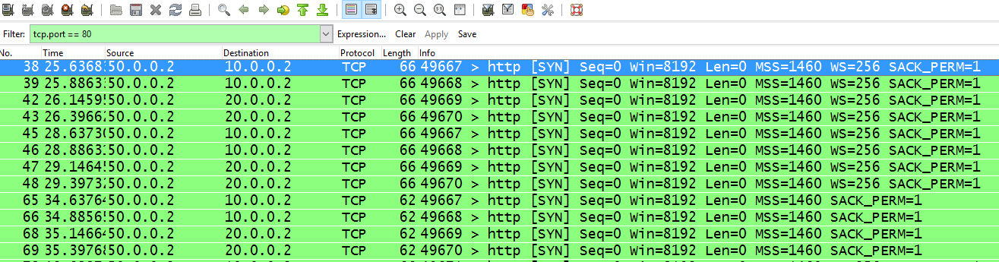 Filter: tcp.port == 80 Expression... Clear Apply Save
No. Time Source Destination Protocol Length Info
38 25.6368 50.0.0.2 10.0.0.2 TCP 66 49667 > http [SYN] Seq=0 Win=8192 Len=0 MSS=1460 WS=256 SACK_PERM=1
39 25.8863 50.0.0.2 10.0.0.2 TCP 66 49668 > http [SYN] Seq=0 Win=8192 Len=0 MSS=1460 WS=256 SACK_PERM=1
42 26.1459 50.0.0.2 20.0.0.2 TCP 66 49669 > http [SYN] Seq=0 Win=8192 Len=0 MSS=1460 WS=256 SACK_PERM=1
43 26.3966 50.0.0.2 20.0.0.2 TCP 66 49670 > http [SYN] Seq=0 Win=8192 Len=0 MSS=1460 WS=256 SACK_PERM=1
45 28.6373 50.0.0.2 10.0.0.2 TCP 66 49667 > http [SYN] Seq=0 Win=8192 Len=0 MSS=1460 WS=256 SACK_PERM=1
46 28.8863 50.0.0.2 10.0.0.2 TCP 66 49668 > http [SYN] Seq=0 Win=8192 Len=0 MSS=1460 WS=256 SACK_PERM=1
47 29.1464 50.0.0.2 20.0.0.2 TCP 66 49669 > http [SYN] Seq=0 Win=8192 Len=0 MSS=1460 WS=256 SACK_PERM=1
48 29.3973 50.0.0.2 20.0.0.2 TCP 66 49670 > http [SYN] Seq=0 Win=8192 Len=0 MSS=1460 WS=256 SACK_PERM=1
65 34.6376 50.0.0.2 10.0.0.2 TCP 62 49667 > http [SYN] Seq=0 Win=8192 Len=0 MSS=1460 SACK_PERM=1
66 34.8856 50.0.0.2 10.0.0.2 TCP 62 49668 > http [SYN] Seq=0 Win=8192 Len=0 MSS=1460 SACK_PERM=1
68 35.1466 50.0.0.2 20.0.0.2 TCP 62 49669 > http [SYN] Seq=0 Win=8192 Len=0 MSS=1460 SACK_PERM=1
69 35.3976 50.0.0.2 20.0.0.2 TCP 62 49670 > http [SYN] Seq=0 Win=8192 Len=0 MSS=1460 SACK_PERM=1